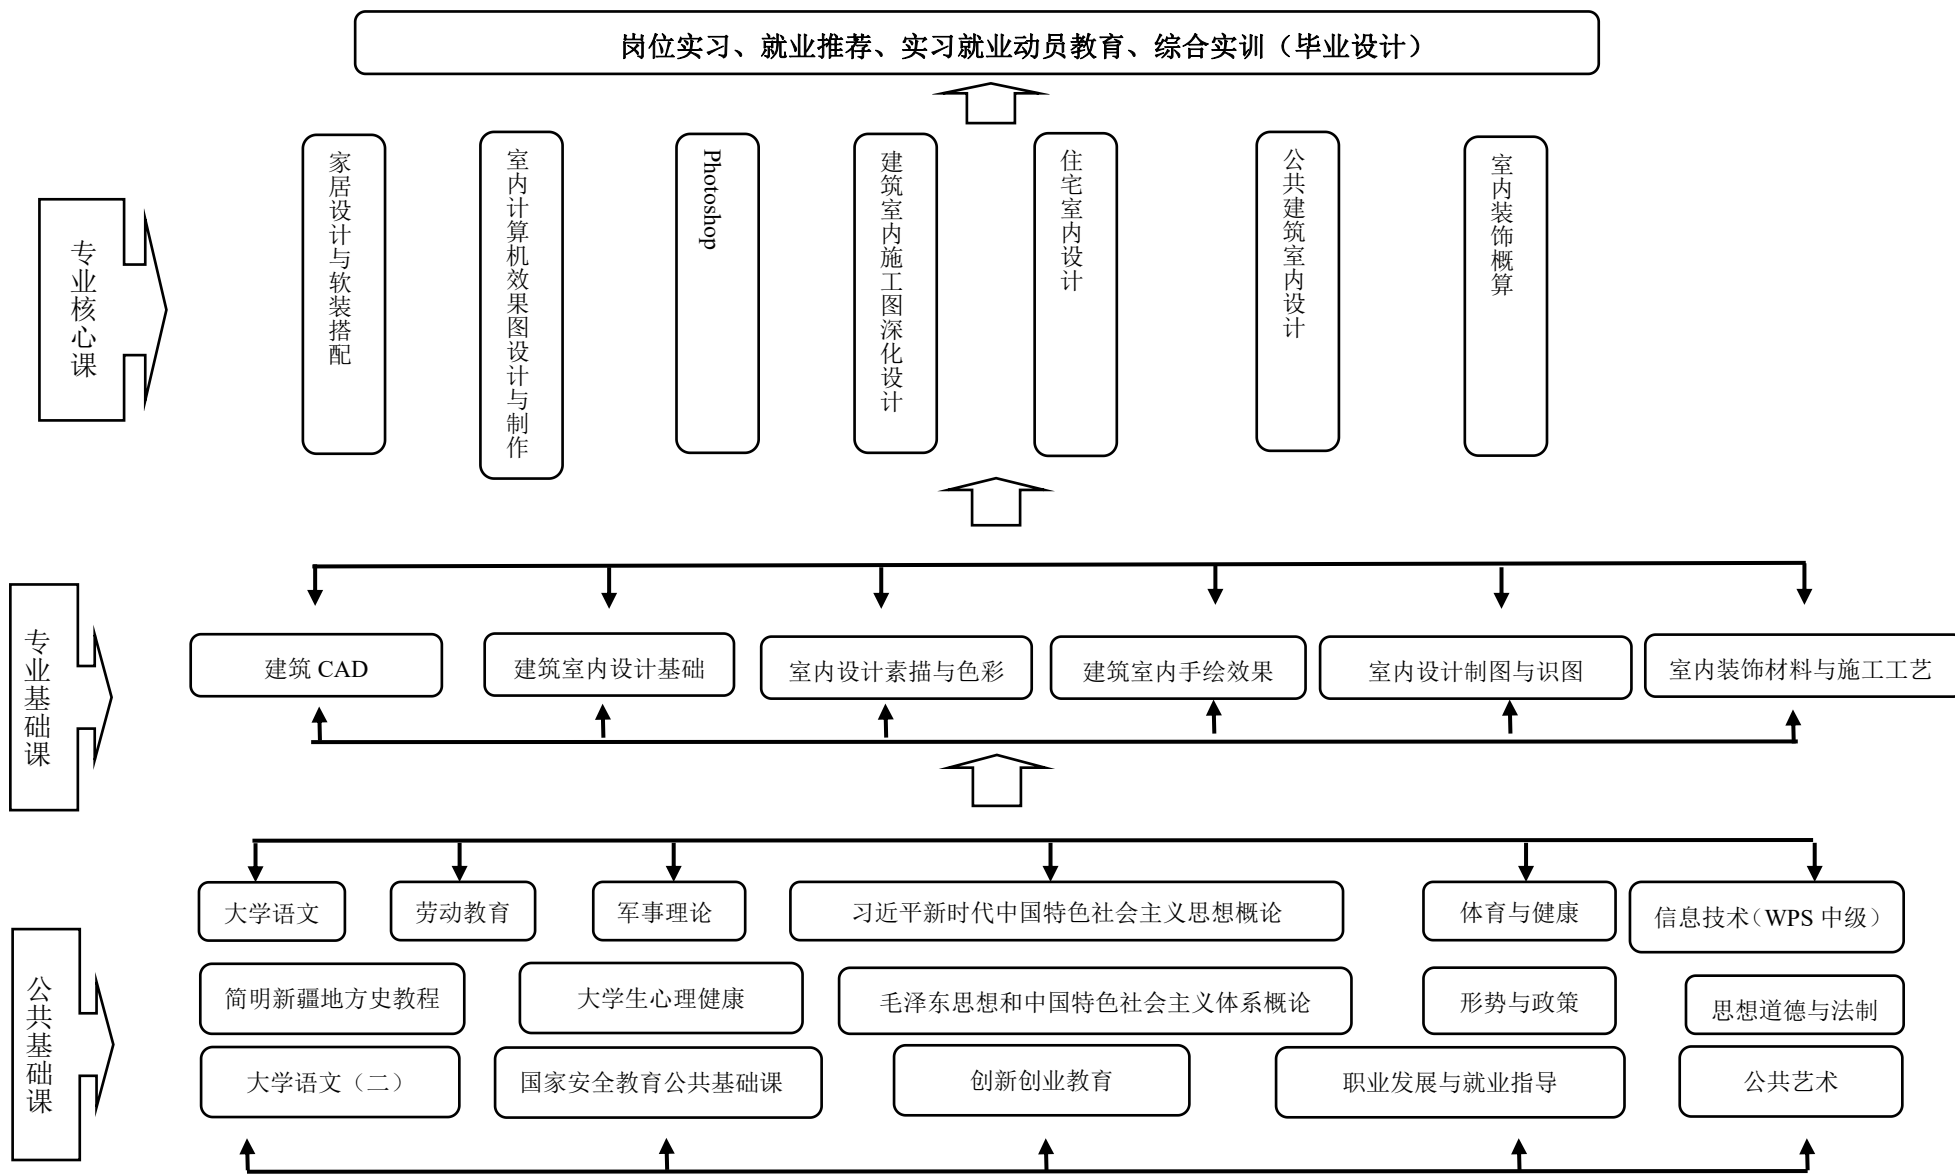 岗位实习、就业推荐、实习就业动员教育、综合实训（毕业设计）
专业核心课
家居设计与软装搭配
室内计算机效果图设计与制作
Photoshop
建筑室内施工图深化设计
住宅室内设计
公共建筑室内设计
室内装饰概算
专业基础课
建筑 CAD
建筑室内设计基础
室内设计素描与色彩
建筑室内手绘效果
室内设计制图与识图
室内装饰材料与施工工艺
公共基础课
大学语文
劳动教育
军事理论
习近平新时代中国特色社会主义思想概论
体育与健康
信息技术（WPS 中级）
简明新疆地方史教程
大学生心理健康
毛泽东思想和中国特色社会主义体系概论
形势与政策
思想道德与法制
大学语文（二）
国家安全教育公共基础课
创新创业教育
职业发展与就业指导
公共艺术